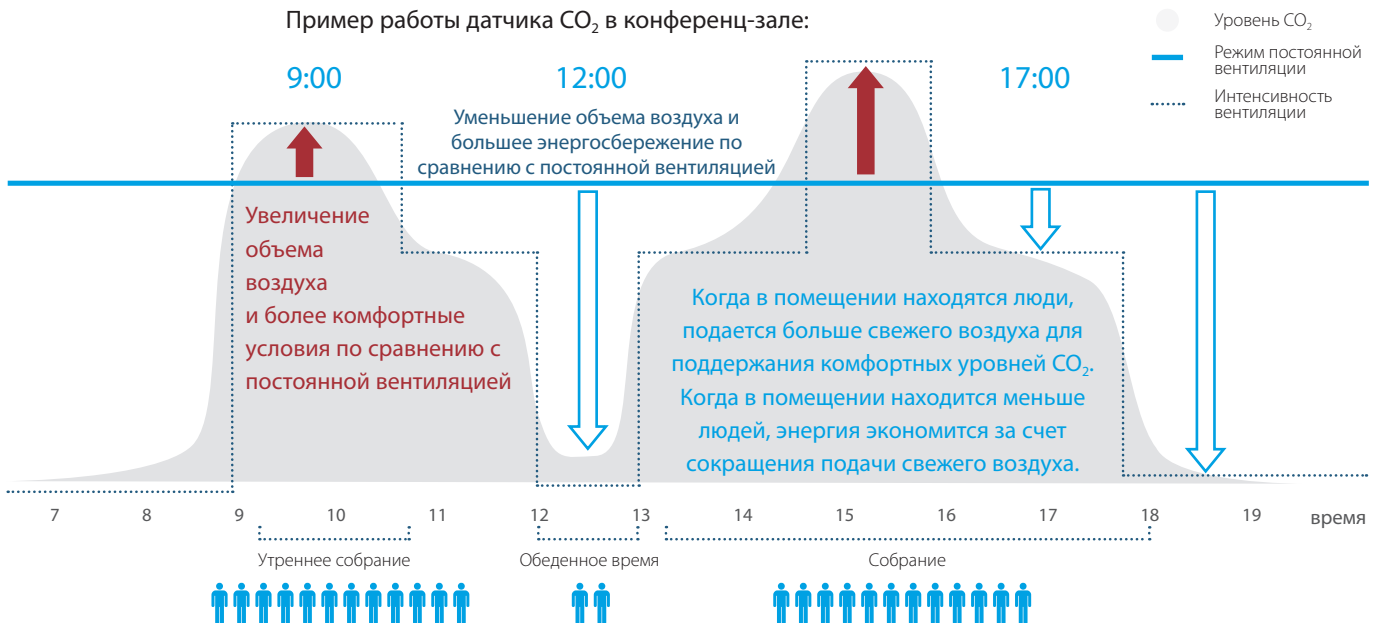 Пример работы датчика CO₂ в конференц-зале:
Уровень CO₂
Режим постоянной
вентиляции
Интенсивность
вентиляции
9:00
12:00
17:00
Уменьшение объема воздуха и
большее энергосбережение по
сравнению с постоянной вентиляцией
Увеличение
объема
воздуха
и более комфортные
условия по сравнению с
постоянной вентиляцией
Когда в помещении находятся люди,
подается больше свежего воздуха для
поддержания комфортных уровней CO₂.
Когда в помещении находится меньше
людей, энергия экономится за счет
сокращения подачи свежего воздуха.
7 8 9 10 11 12 13 14 15 16 17 18 19 время
Утреннее собрание
Обеденное время
Собрание